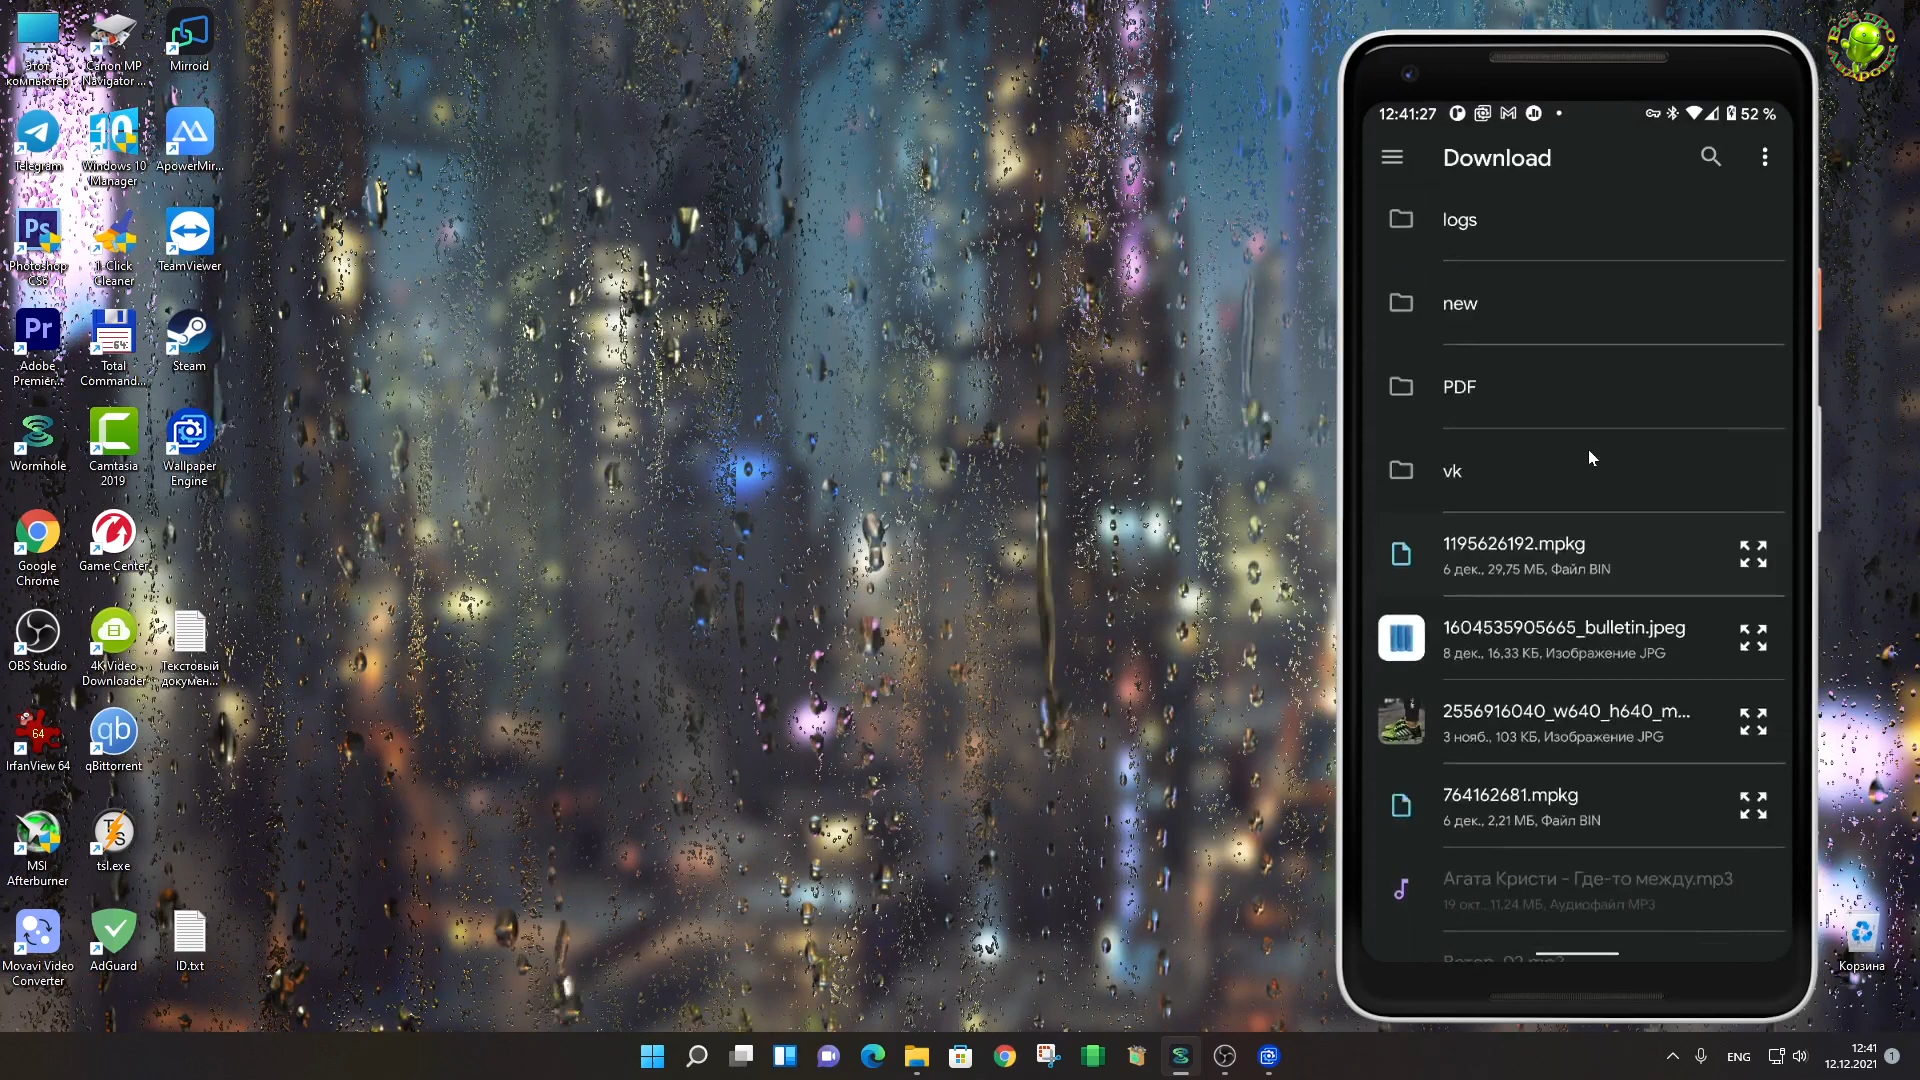 Этот
компьютер
Canon MP
Navigator ...
Mirroid
Telegram
Windows 10
Manager
ApowerMir...
Photoshop
CS6
1-Click
Cleaner
TeamViewer
Adobe
Premier...
Total
Command...
Steam
Wormhole
Camtasia
2019
Wallpaper
Engine
Google
Chrome
Game Center
OBS Studio
4K Video
Downloader
Текстовый
докумен...
IrfanView 64
qBittorrent
MSI
Afterburner
tsl.exe
Movavi Video
Converter
AdGuard
ID.txt
12:41:27
52 %
Download
logs
new
PDF
vk
1195626192.mpkg
6 дек., 29,75 МБ, Файл BIN
1604535905665_bulletin.jpeg
8 дек., 16,33 КБ, Изображение JPG
2556916040_w640_h640_m...
3 нояб., 103 КБ, Изображение JPG
764162681.mpkg
6 дек., 2,21 МБ, Файл BIN
Агата Кристи - Где-то между.mp3
19 окт., 11,24 МБ, Аудиофайл MP3
Все про Андроид
Корзина
ENG
12:41
12.12.2021
1